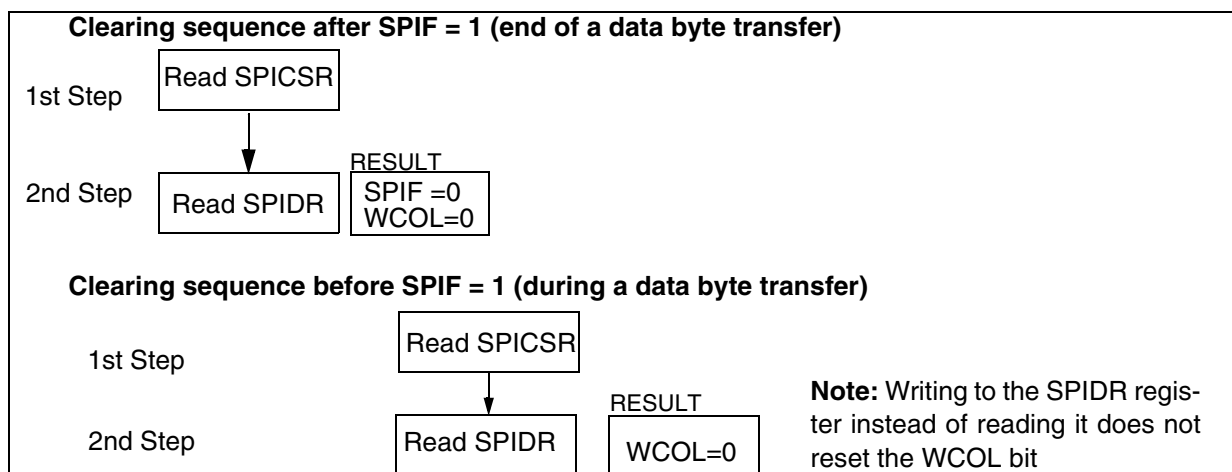 Clearing sequence after SPIF = 1 (end of a data byte transfer)
1st Step
Read SPICSR
2nd Step
Read SPIDR
RESULT
SPIF =0
WCOL=0
Clearing sequence before SPIF = 1 (during a data byte transfer)
1st Step
Read SPICSR
2nd Step
Read SPIDR
RESULT
WCOL=0
Note: Writing to the SPIDR regis-
ter instead of reading it does not
reset the WCOL bit